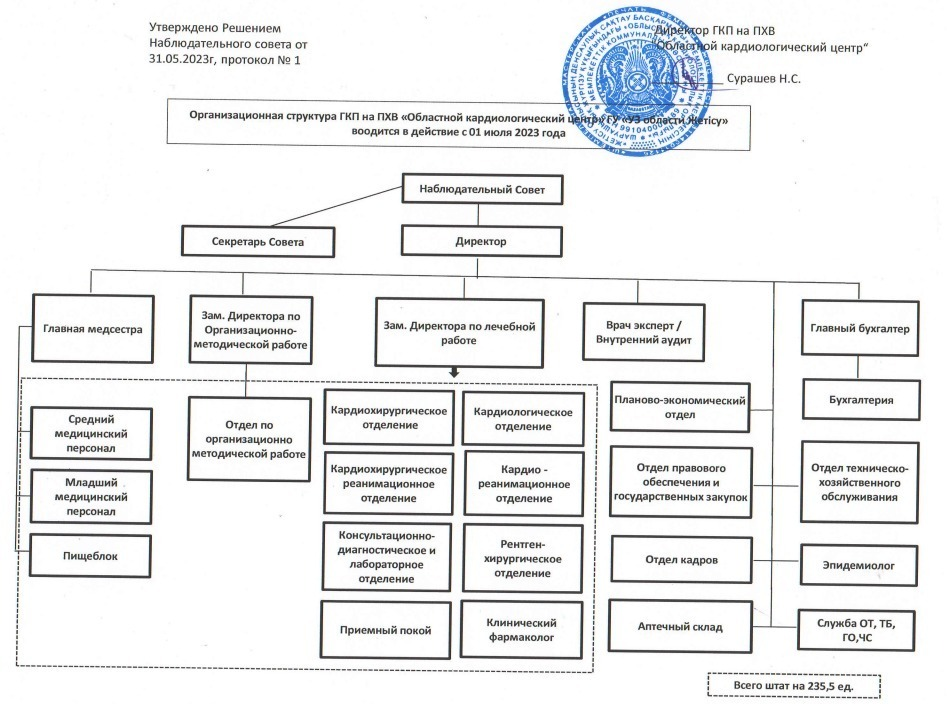 Утверждено Решением
Наблюдательного совета от
31.05.2023г, протокол № 1
Директор ГКП на ПХВ
"Областной кардиологический центр"
Сурашев Н.С.
Организационная структура ГКП на ПХВ «Областной кардиологический центр» ГУ «УЗ области Жетісу»
воодится в действие с 01 июля 2023 года
Наблюдательный Совет
Секретарь Совета
Директор
Главная медсестра
Зам. Директора по
Организационно-
методической работе
Зам. Директора по лечебной
работе
Врач эксперт /
Внутренний аудит
Главный бухгалтер
Средний
медицинский
персонал
Младший
медицинский
персонал
Пищеблок
Отдел по
организационно
методической работе
Кардиохирургическое
отделение
Кардиологическое
отделение
Кардиохирургическое
реанимационное
отделение
Кардио -
реанимационное
отделение
Консультационно-
диагностическое и
лабораторное
отделение
Рентген-
хирургическое
отделение
Приемный покой
Клинический
фармаколог
Планово-экономический
отдел
Отдел правового
обеспечения и
государственных закупок
Отдел кадров
Аптечный склад
Бухгалтерия
Отдел техническо-
хозяйственного
обслуживания
Эпидемиолог
Служба ОТ, ТБ,
ГО,ЧС
Всего штат на 235,5 ед.